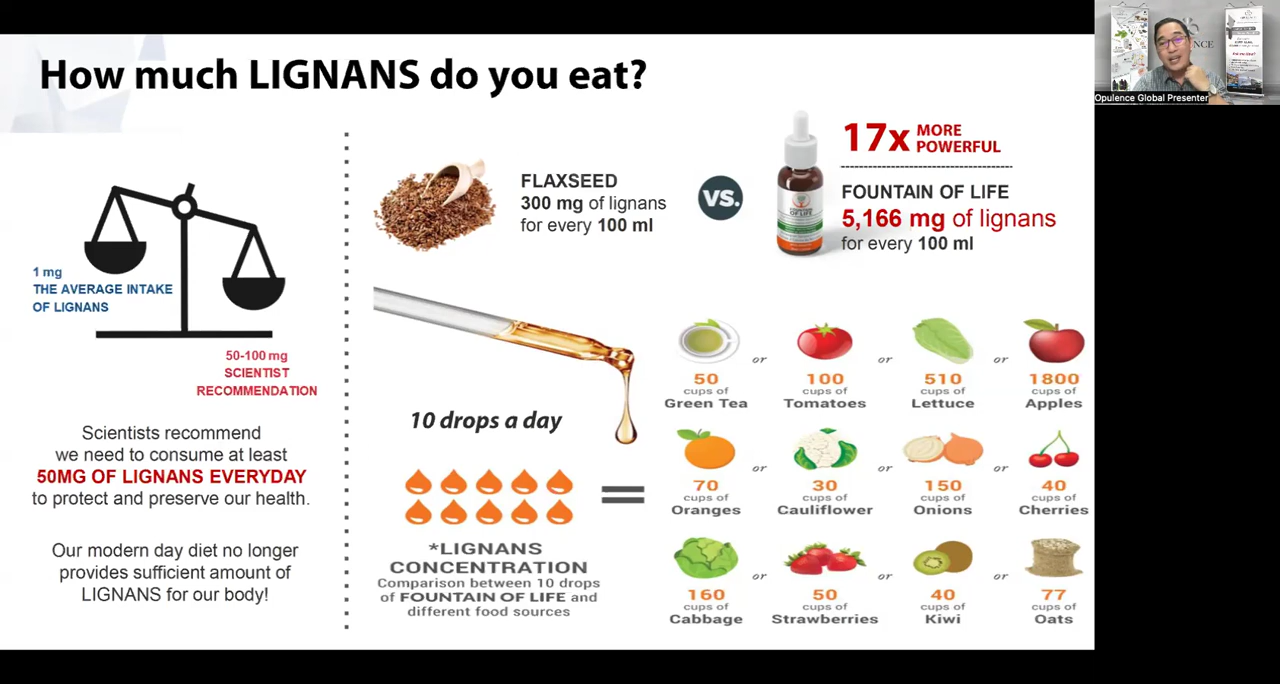 How much LIGNANS do you eat?
Opulence Global Presenter
1 mg
THE AVERAGE INTAKE
OF LIGNANS
50-100 mg
SCIENTIST
RECOMMENDATION
Scientists recommend
we need to consume at least
50MG OF LIGNANS EVERYDAY
to protect and preserve our health.
Our modern day diet no longer
provides sufficient amount of
LIGNANS for our body!
FLAXSEED
300 mg of lignans
for every 100 ml
VS.
17x MORE
POWERFUL
FOUNTAIN OF LIFE
5,166 mg of lignans
for every 100 ml
10 drops a day
*LIGNANS
CONCENTRATION
Comparison between 10 drops
of FOUNTAIN OF LIFE and
different food sources
=
or or or
50 100 510 1800
cups of cups of cups of cups of
Green Tea Tomatoes Lettuce Apples
or or or
70 30 150 40
cups of cups of cups of cups of
Oranges Cauliflower Onions Cherries
or or or
160 50 40 77
cups of cups of cups of cups of
Cabbage Strawberries Kiwi Oats